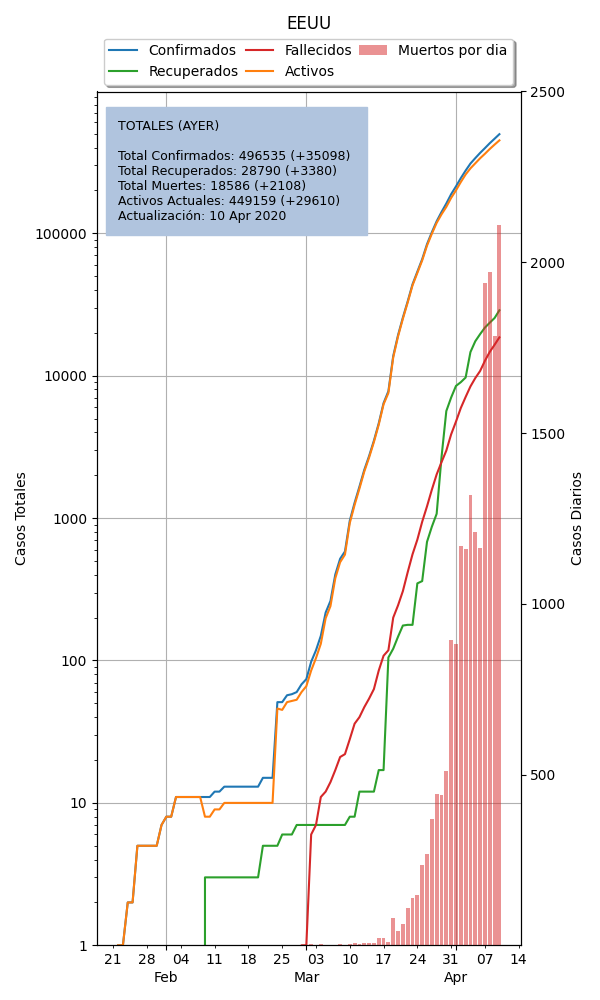 EEUU
Confirmados
Fallecidos
Muertos por dia
Recuperados
Activos
TOTALES (AYER)
Total Confirmados: 496535 (+35098)
Total Recuperados: 28790 (+3380)
Total Muertes: 18586 (+2108)
Activos Actuales: 449159 (+29610)
Actualización: 10 Apr 2020
Casos Totales
100000
10000
1000
100
10
1
2500
2000
1500
1000
500
Casos Diarios
21 28 04 11 18 25 03 10 17 24 31 07 14
Feb Mar Apr